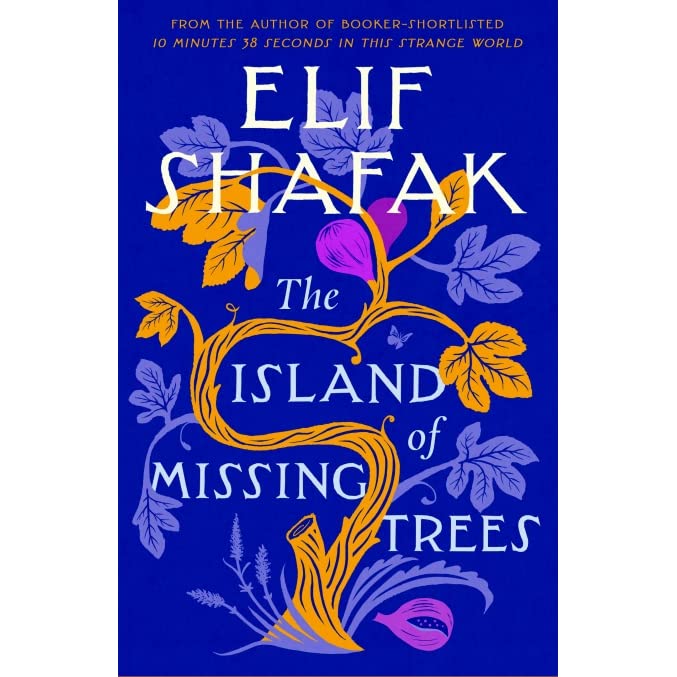 FROM THE AUTHOR OF BOOKER-SHORTLISTED
10 MINUTES 38 SECONDS IN THIS STRANGE WORLD
ELIF
SHAFAK
The
ISLAND
of
MISSING
TREES